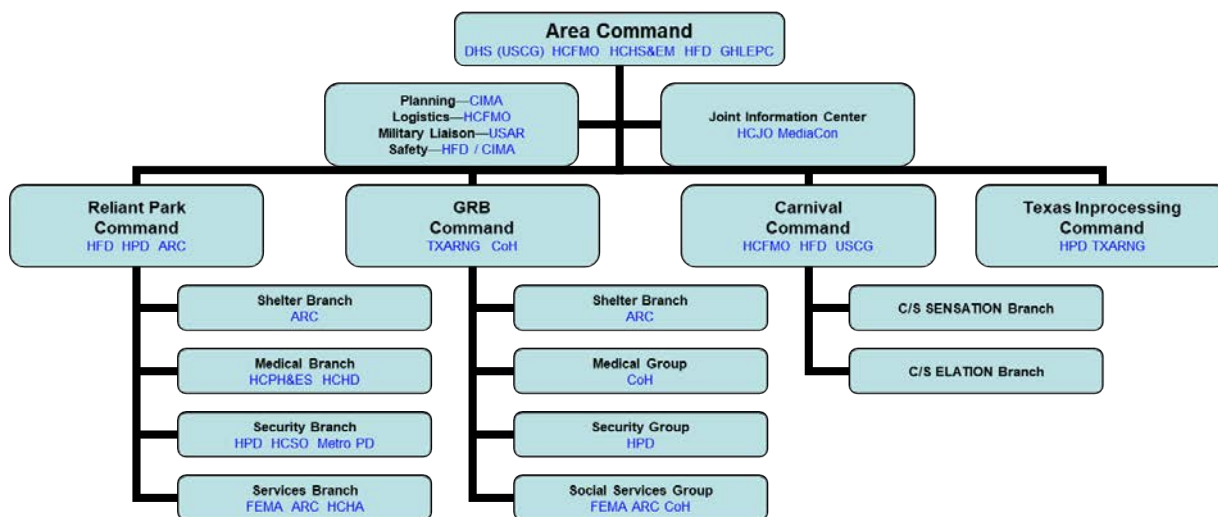 Area Command
DHS (USCG) HCFMO HCHS&EM HFD GHLEPC
Planning—CIMA
Logistics—HCFMO
Military Liaison—USAR
Safety—HFD / CIMA
Joint Information Center
HCJO MediaCon
Reliant Park
Command
HFD HPD ARC
GRB
Command
TXARNG CoH
Carnival
Command
HCFMO HFD USCG
Texas Inprocessing
Command
HPD TXARNG
Shelter Branch
ARC
Medical Branch
HCPH&ES HCHD
Security Branch
HPD HCSO Metro PD
Services Branch
FEMA ARC HCHA
Shelter Branch
ARC
Medical Group
CoH
Security Group
HPD
Social Services Group
FEMA ARC CoH
C/S SENSATION Branch
C/S ELATION Branch